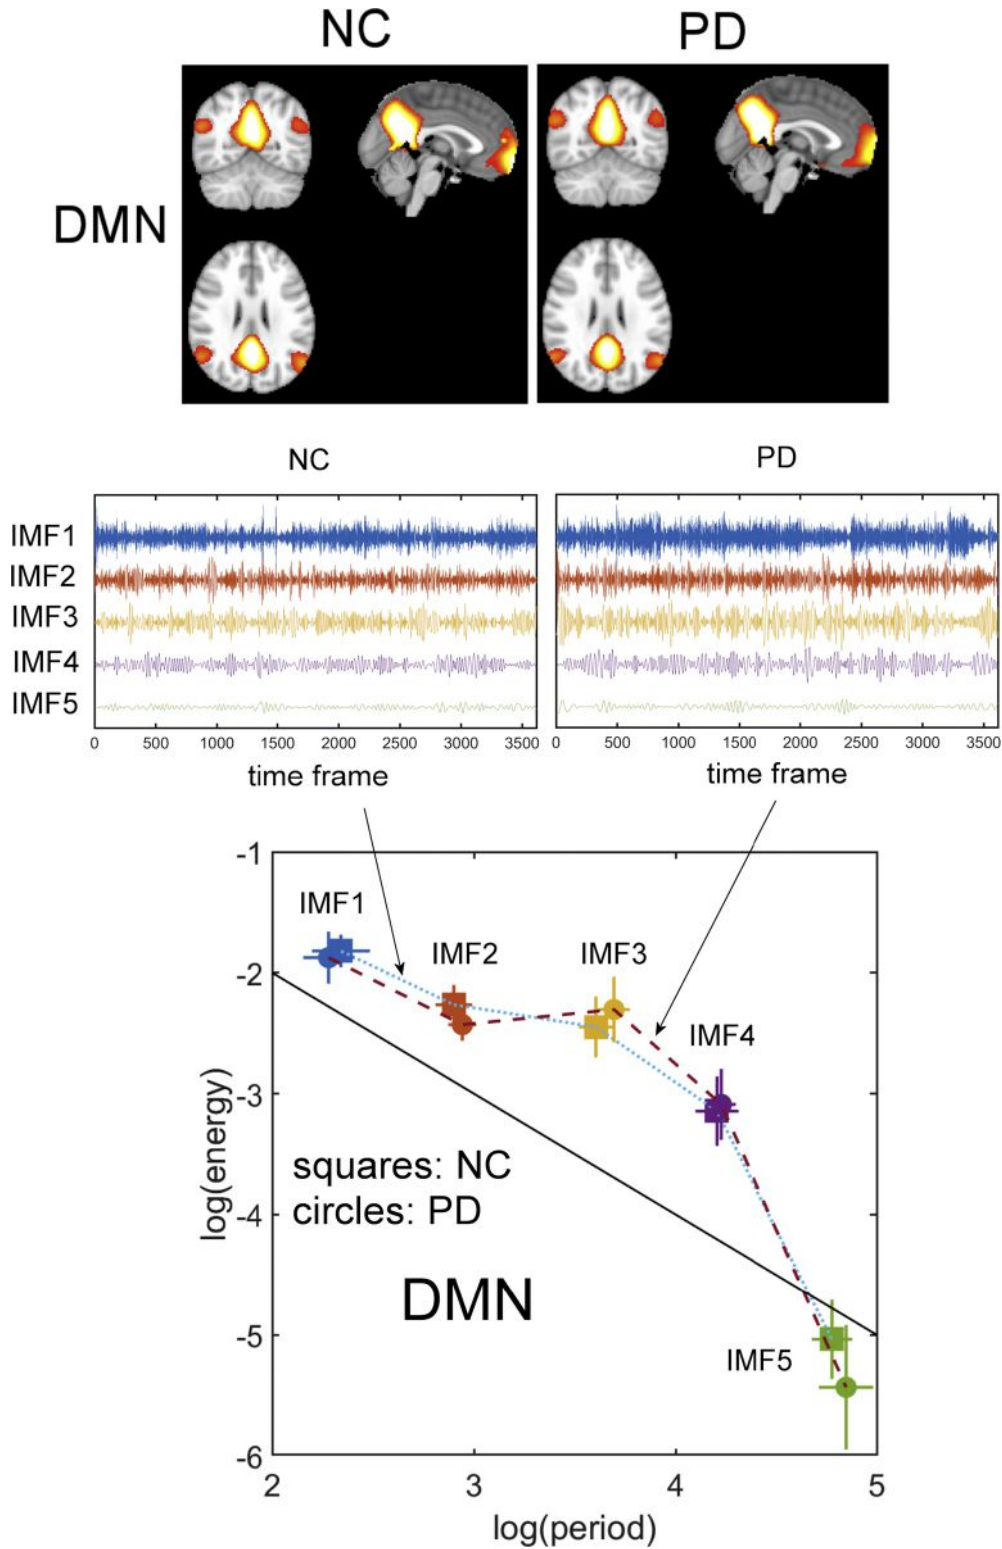 NC PD
DMN
NC PD
IMF1
IMF2
IMF3
IMF4
IMF5
0 500 1000 1500 2000 2500 3000 3500 0 500 1000 1500 2000 2500 3000 3500
time frame time frame
-1
IMF1
IMF2 IMF3
-2
IMF4
-3
log(energy)
squares: NC
circles: PD
-4
DMN
-5
IMF5
-6
2 3 4 5
log(period)